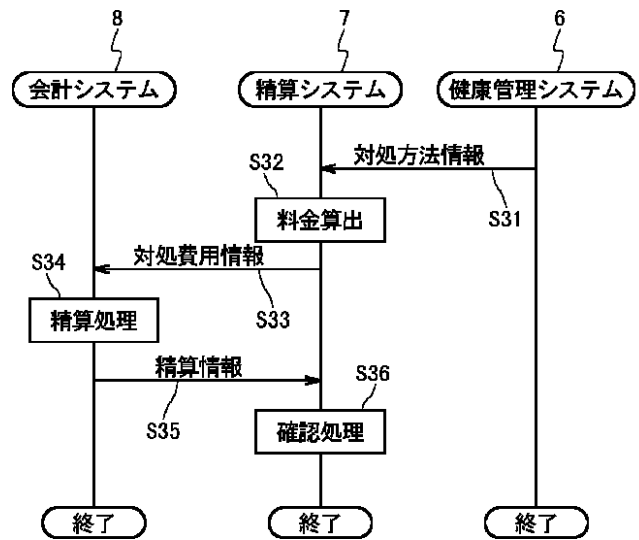 8
7
6
会計システム
精算システム
健康管理システム
対処方法情報
S31
S32
料金算出
対処費用情報
S33
S34
精算処理
精算情報
S35
S36
確認処理
終了
終了
終了